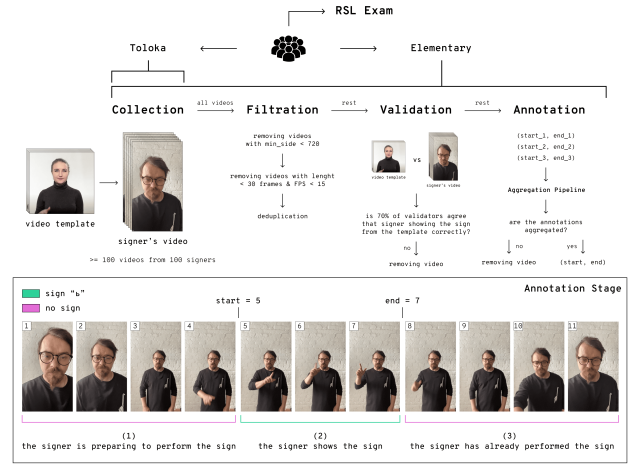 RSL Exam
Toloka
Elementary
Collection
all videos
Filtration
rest
Validation
rest
Annotation
video template
signer's video
>= 100 videos from 100 signers
removing videos
with min_side < 720
removing videos with lenght
< 30 frames & FPS < 15
deduplication
video template
vs
signer's video
is 70% of validators agree
that signer showing the sign
from the template correctly?
no
removing video
(start_1, end_1)
(start_2, end_2)
(start_3, end_3)
Aggregation Pipeline
are the annotations
aggregated?
no
yes
removing video
(start, end)
Annotation Stage
sign "ь"
no sign
start = 5
end = 7
1
2
3
4
5
6
7
8
9
10
11
(1)
the signer is preparing to perform the sign
(2)
the signer shows the sign
(3)
the signer has already performed the sign